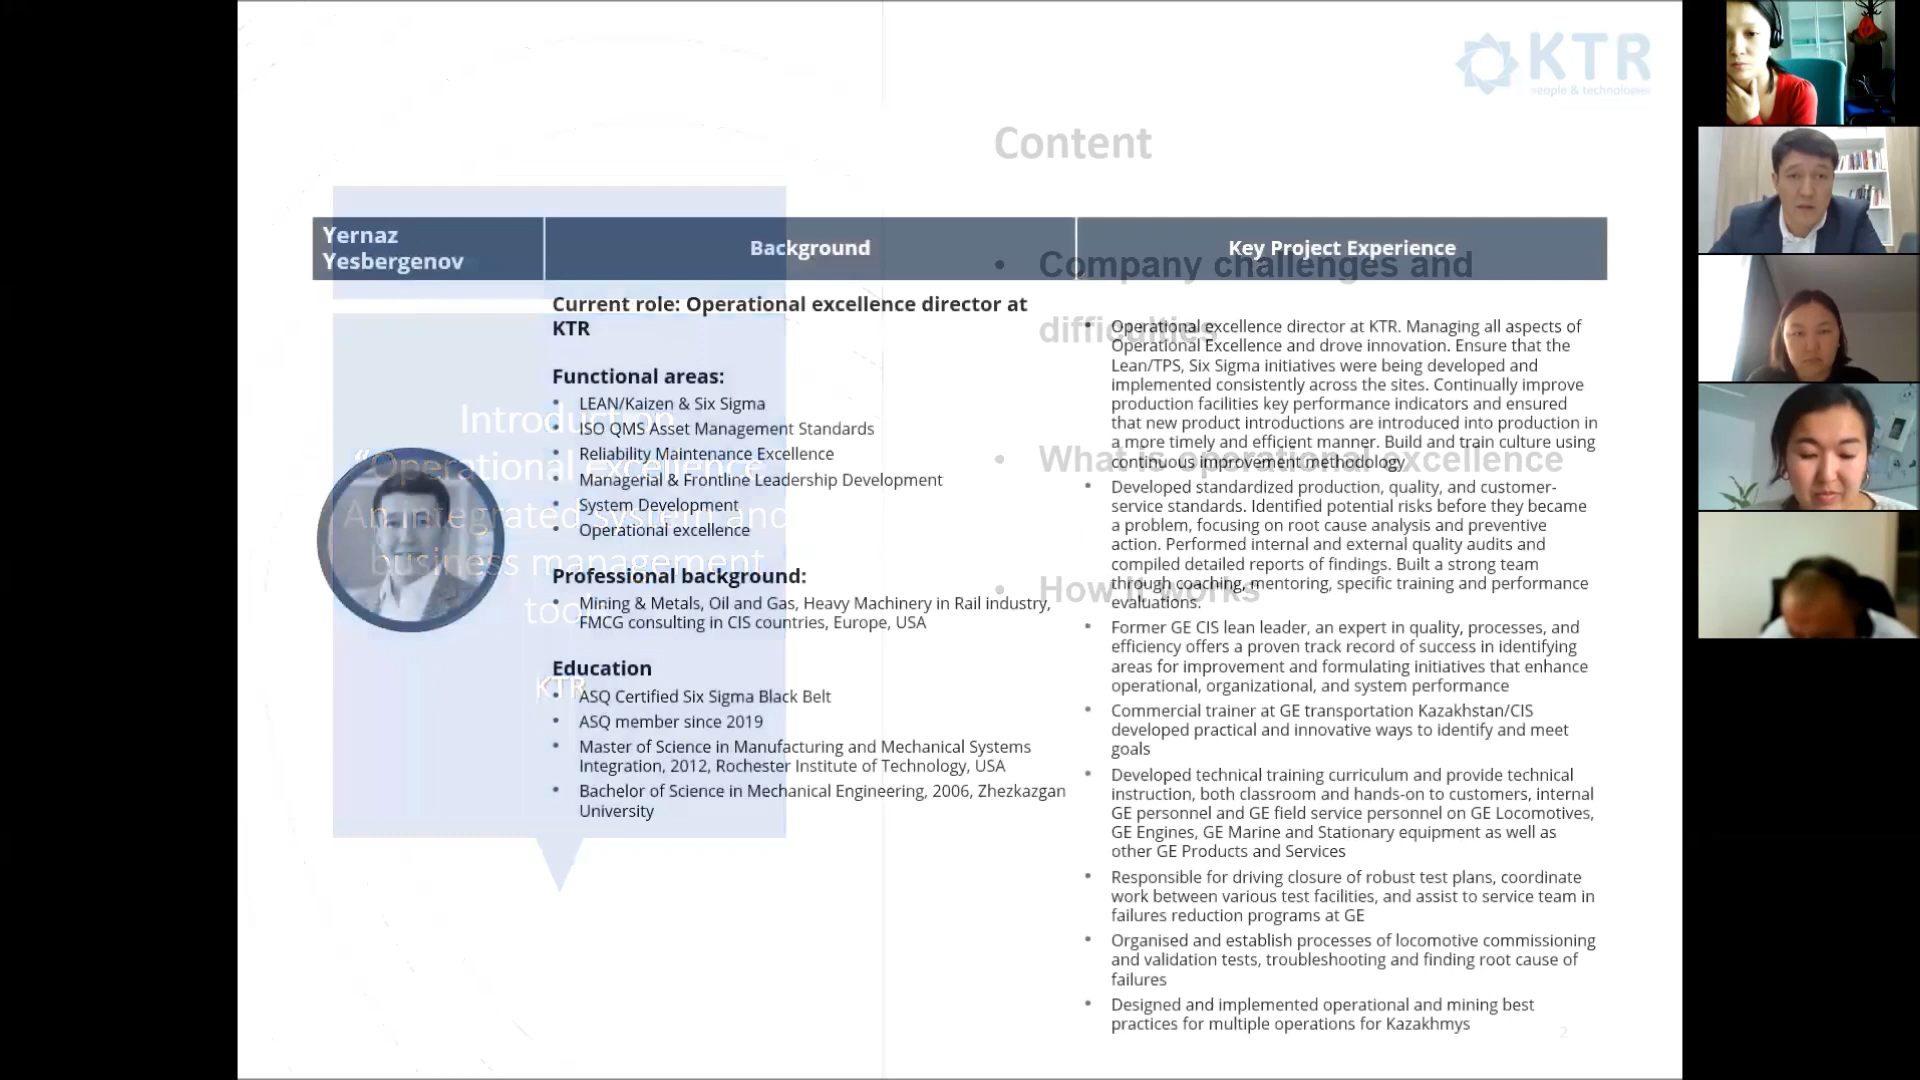 KTR
people & technologies
Content
Yernaz
Yesbergenov
Background
Key Project Experience
• Company challenges and
difficulties
• What is operational excellence
• How it works
Introduction
“Operational excellence
An integrated system and
business management
tool”
KTR
Current role: Operational excellence director at
KTR
Functional areas:
• LEAN/Kaizen & Six Sigma
• ISO QMS Asset Management Standards
• Reliability Maintenance Excellence
• Managerial & Frontline Leadership Development
• System Development
• Operational excellence
Professional background:
• Mining & Metals, Oil and Gas, Heavy Machinery in Rail industry,
FMCG consulting in CIS countries, Europe, USA
Education
• ASQ Certified Six Sigma Black Belt
• ASQ member since 2019
• Master of Science in Manufacturing and Mechanical Systems
Integration, 2012, Rochester Institute of Technology, USA
• Bachelor of Science in Mechanical Engineering, 2006, Zhezkazgan
University
• Operational excellence director at KTR. Managing all aspects of
Operational Excellence and drove innovation. Ensure that the
Lean/TPS, Six Sigma initiatives were being developed and
implemented consistently across the sites. Continually improve
production facilities key performance indicators and ensured
that new product introductions are introduced into production in
a more timely and efficient manner. Build and train culture using
continuous improvement methodology
• Developed standardized production, quality, and customer-
service standards. Identified potential risks before they became
a problem, focusing on root cause analysis and preventive
action. Performed internal and external quality audits and
compiled detailed reports of findings. Built a strong team
through coaching, mentoring, specific training and performance
evaluations.
• Former GE CIS lean leader, an expert in quality, processes, and
efficiency offers a proven track record of success in identifying
areas for improvement and formulating initiatives that enhance
operational, organizational, and system performance
• Commercial trainer at GE transportation Kazakhstan/CIS
developed practical and innovative ways to identify and meet
goals
• Developed technical training curriculum and provide technical
instruction, both classroom and hands-on to customers, internal
GE personnel and GE field service personnel on GE Locomotives,
GE Engines, GE Marine and Stationary equipment as well as
other GE Products and Services
• Responsible for driving closure of robust test plans, coordinate
work between various test facilities, and assist to service team in
failures reduction programs at GE
• Organised and establish processes of locomotive commissioning
and validation tests, troubleshooting and finding root cause of
failures
• Designed and implemented operational and mining best
practices for multiple operations for Kazakhmys
2